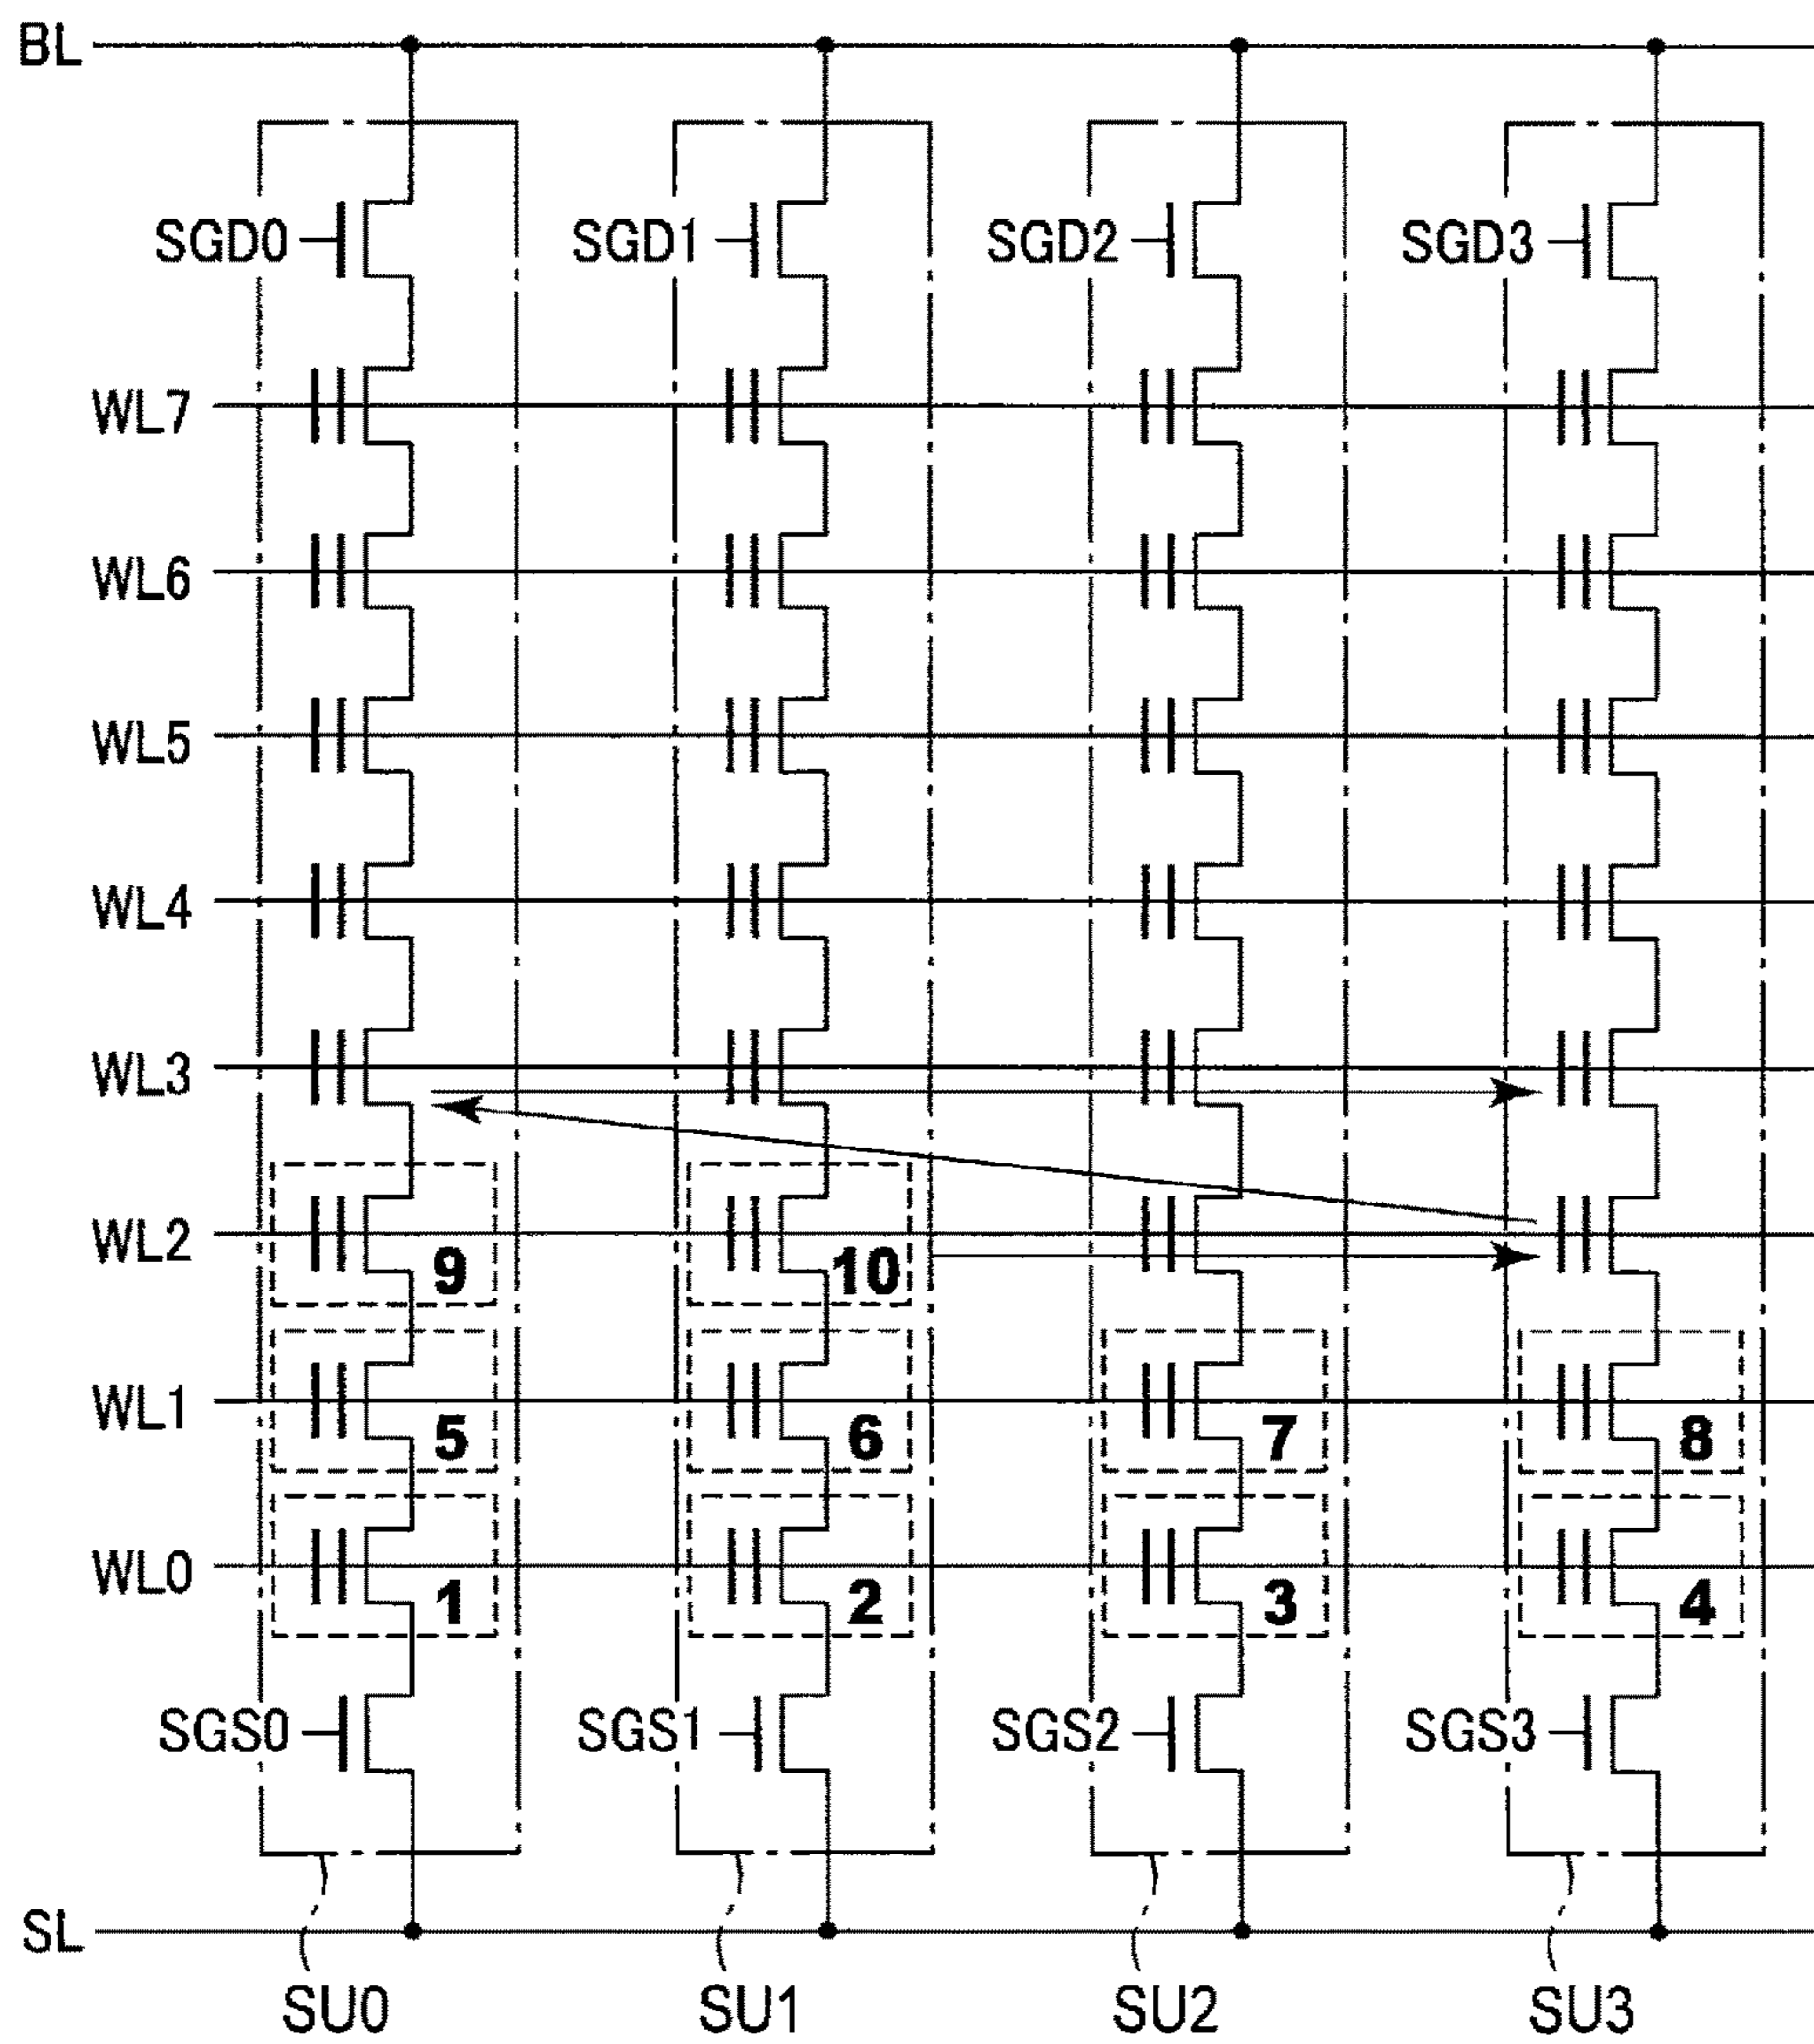 BL
SGD0 SGD1 SGD2 SGD3
WL7
WL6
WL5
WL4
WL3
WL2
9 10
WL1
5 6 7 8
WL0
1 2 3 4
SGS0 SGS1 SGS2 SGS3
SL
SU0 SU1 SU2 SU3